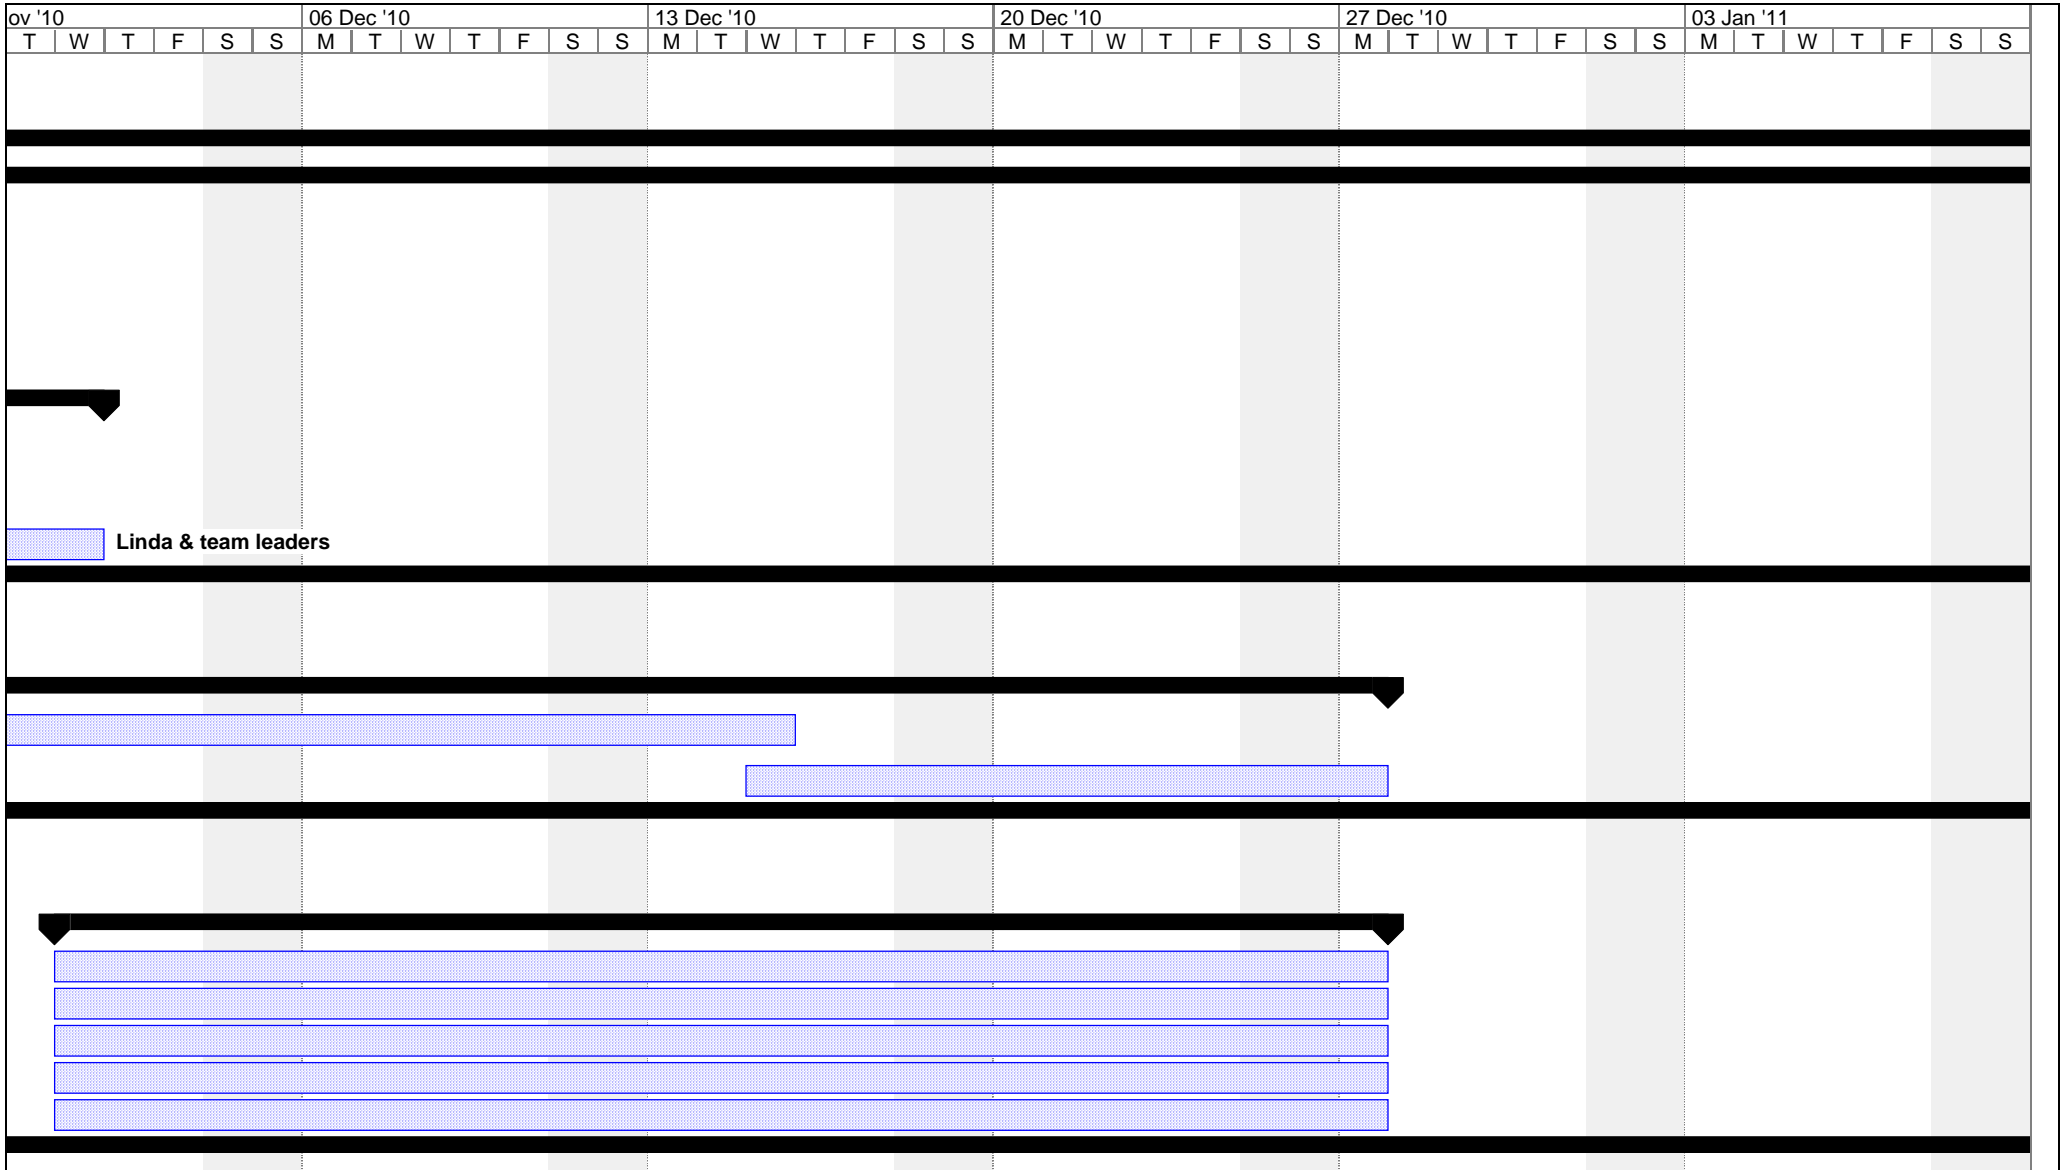 ov '10 06 Dec '10 13 Dec '10 20 Dec '10 27 Dec '10 03 Jan '11
T W T F S S M T W T F S S M T W T F S S M T W T F S S M T W T F S S M T W T F S S
Linda & team leaders